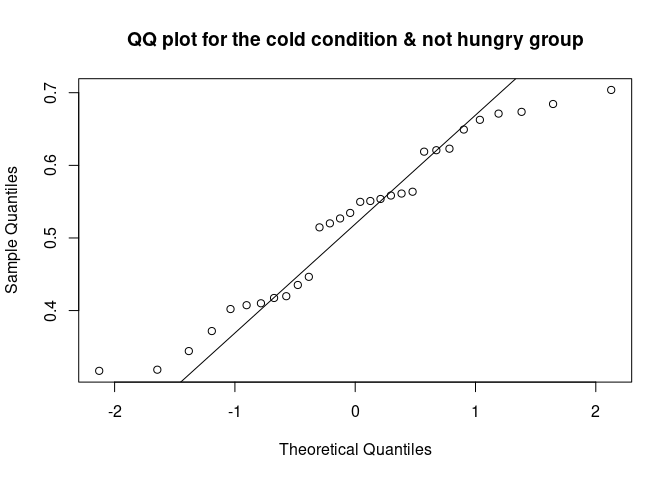 QQ plot for the cold condition & not hungry group
0.7
0.6
0.5
0.4
Sample Quantiles
-2 -1 0 1 2
Theoretical Quantiles